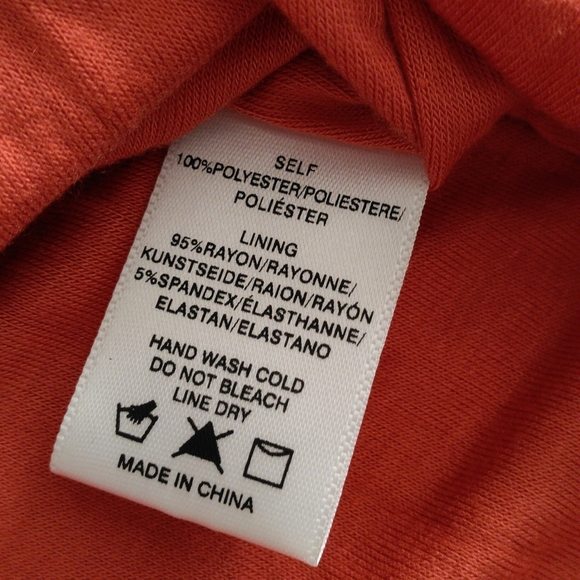 SELF
100%POLYESTER/POLIESTERE/
POLIÉSTER
LINING
95%RAYON/RAYONNE/
KUNSTSEIDE/RAION/RAYÓN
5%SPANDEX/ÉLASTHANNE/
ELASTAN/ELASTANO
HAND WASH COLD
DO NOT BLEACH
LINE DRY
MADE IN CHINA